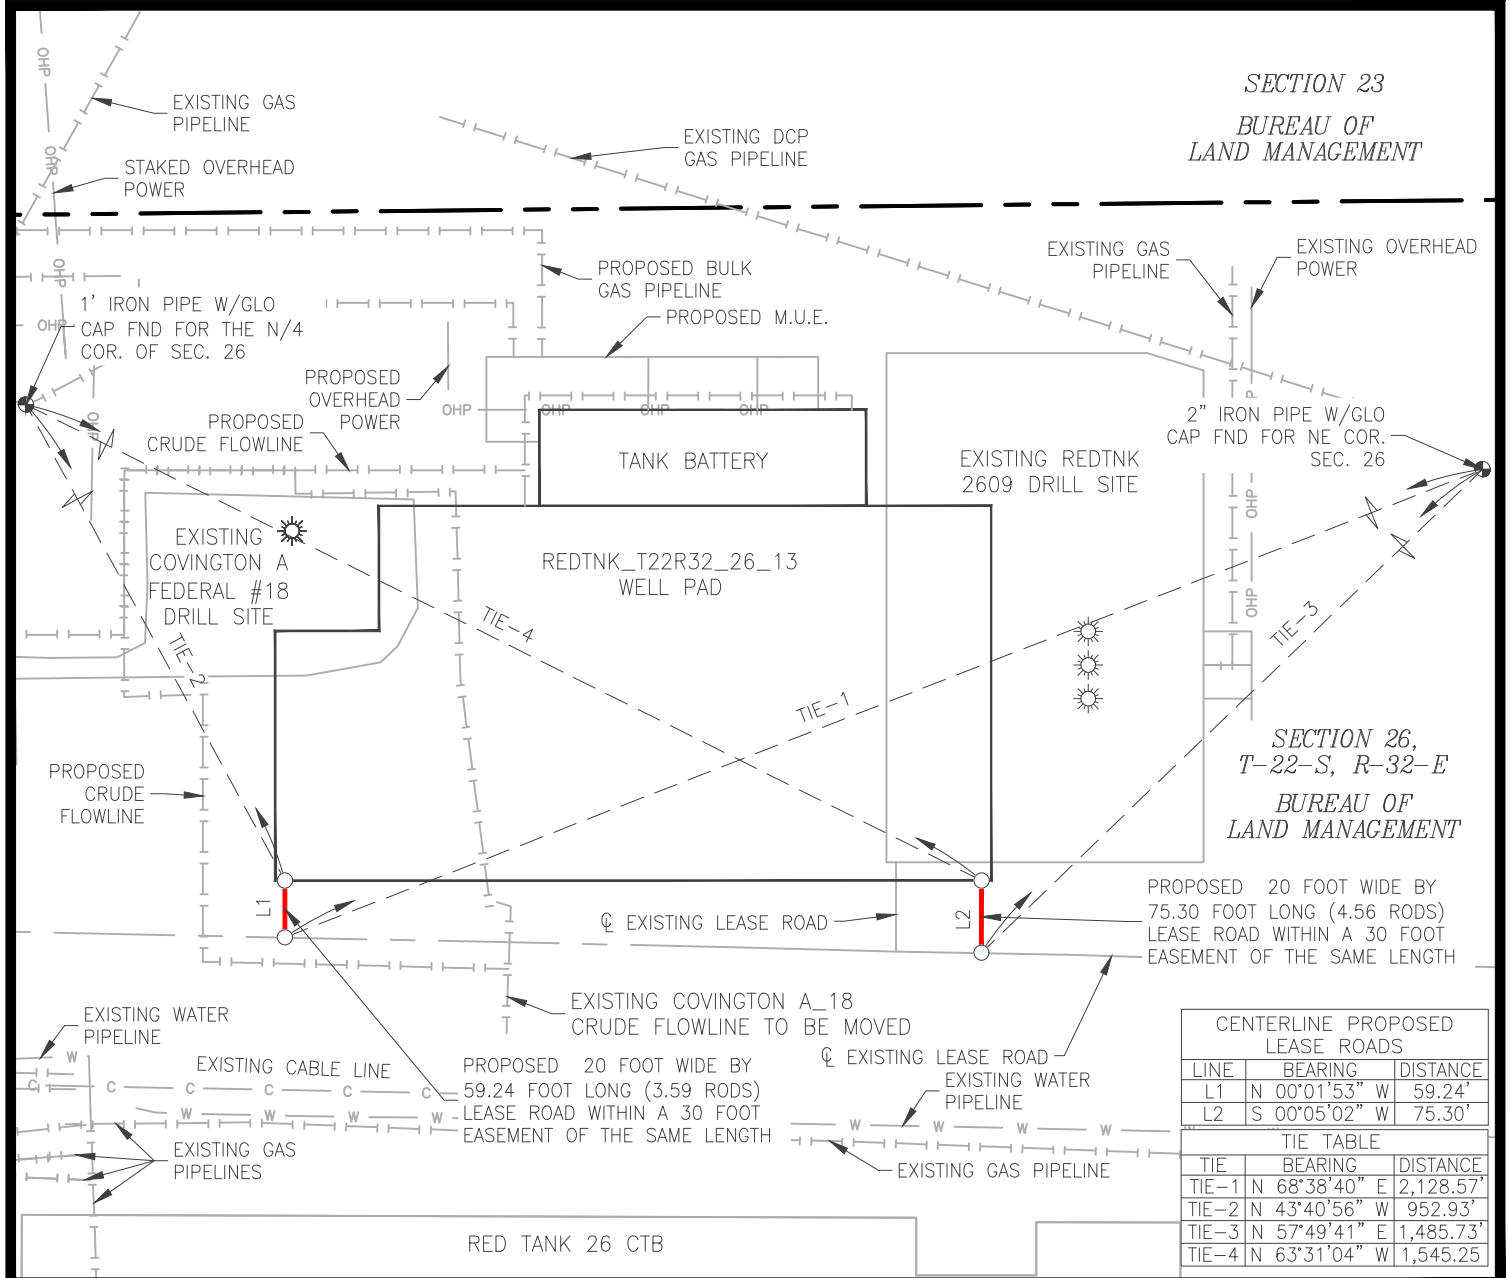 SECTION 23
BUREAU OF
LAND MANAGEMENT
OHP
EXISTING GAS
PIPELINE
EXISTING DCP
GAS PIPELINE
OHP
STAKED OVERHEAD
POWER
EXISTING GAS
PIPELINE
EXISTING OVERHEAD
POWER
OHP
PROPOSED BULK
GAS PIPELINE
1' IRON PIPE W/GLO
CAP FND FOR THE N/4
COR. OF SEC. 26
OHP
PROPOSED M.U.E.
PROPOSED
OVERHEAD
POWER
OHP
OHP
OHP
OHP
OHP
PROPOSED
CRUDE FLOWLINE
2" IRON PIPE W/GLO
CAP FND FOR NE COR.
SEC. 26
TANK BATTERY
EXISTING REDTNK
2609 DRILL SITE
OHP
OHP
EXISTING
COVINGTON A
FEDERAL #18
DRILL SITE
REDTNK_T22R32_26_13
WELL PAD
TIE-4
TIE-3
TIE-2
TIE-1
SECTION 26,
T-22-S, R-32-E
BUREAU OF
LAND MANAGEMENT
PROPOSED
CRUDE
FLOWLINE
L1
L2
℄ EXISTING LEASE ROAD
PROPOSED 20 FOOT WIDE BY
75.30 FOOT LONG (4.56 RODS)
LEASE ROAD WITHIN A 30 FOOT
EASEMENT OF THE SAME LENGTH
EXISTING COVINGTON A_18
CRUDE FLOWLINE TO BE MOVED
EXISTING WATER
PIPELINE
W
EXISTING CABLE LINE
C C C C C C
W W W W
PROPOSED 20 FOOT WIDE BY
59.24 FOOT LONG (3.59 RODS)
LEASE ROAD WITHIN A 30 FOOT
EASEMENT OF THE SAME LENGTH
℄ EXISTING LEASE ROAD
EXISTING WATER
PIPELINE
W W W W
EXISTING GAS
PIPELINES
EXISTING GAS PIPELINE
RED TANK 26 CTB
CENTERLINE PROPOSED
LEASE ROADS
LINE BEARING DISTANCE
L1 N 00°01'53" W 59.24'
L2 S 00°05'02" W 75.30'
TIE TABLE
TIE BEARING DISTANCE
TIE-1 N 68°38'40" E 2,128.57'
TIE-2 N 43°40'56" W 952.93'
TIE-3 N 57°49'41" E 1,485.73'
TIE-4 N 63°31'04" W 1,545.25